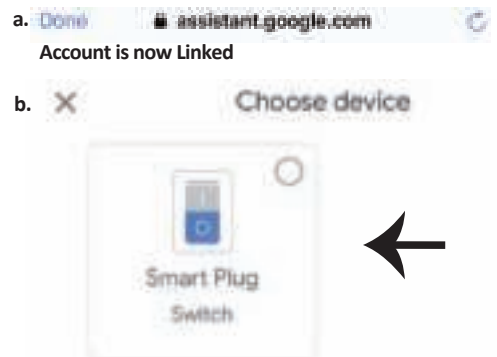 a. Done assistant.google.com
Account is now Linked
b. Choose device
Smart Plug
Switch